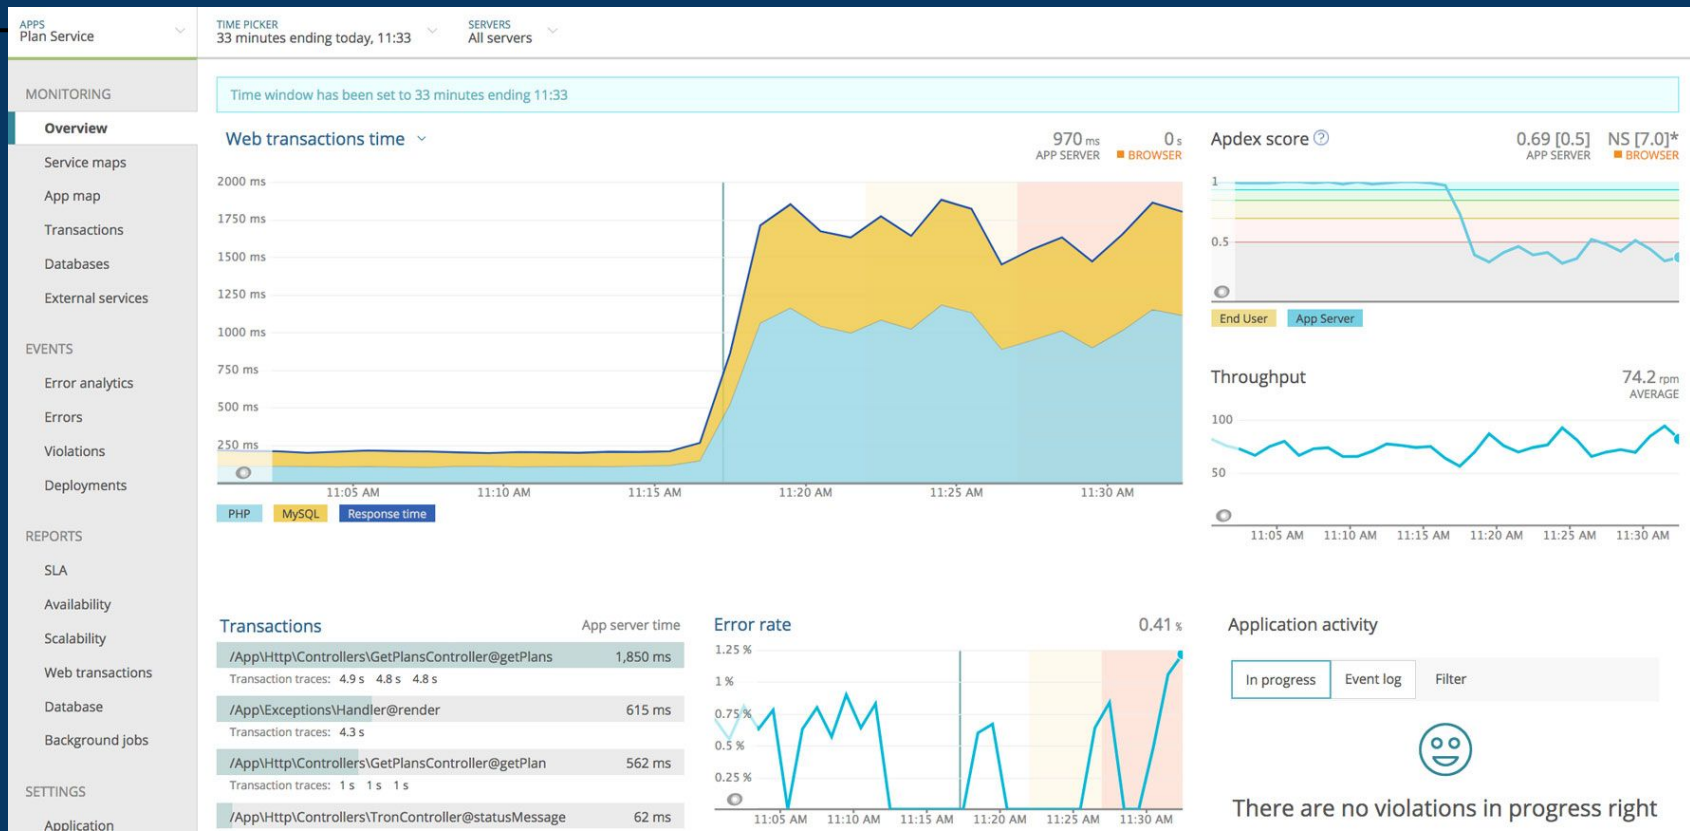 APPS
Plan Service
TIME PICKER
33 minutes ending today, 11:33
SERVERS
All servers
MONITORING
Overview
Service maps
App map
Transactions
Databases
External services
EVENTS
Error analytics
Errors
Violations
Deployments
REPORTS
SLA
Availability
Scalability
Web transactions
Database
Background jobs
SETTINGS
Application
Time window has been set to 33 minutes ending 11:33
Web transactions time
970 ms
APP SERVER
0 s
BROWSER
2000 ms
1750 ms
1500 ms
1250 ms
1000 ms
750 ms
500 ms
250 ms
11:05 AM 11:10 AM 11:15 AM 11:20 AM 11:25 AM 11:30 AM
PHP MySQL Response time
Apdex score ?
0.69 [0.5]
APP SERVER
NS [7.0]*
BROWSER
1
0.5
End User App Server
Throughput
74.2 rpm
AVERAGE
100
50
11:05 AM 11:10 AM 11:15 AM 11:20 AM 11:25 AM 11:30 AM
Transactions App server time
/App\Http\Controllers\GetPlansController@getPlans 1,850 ms
Transaction traces: 4.9 s 4.8 s 4.8 s
/App\Exceptions\Handler@render 615 ms
Transaction traces: 4.3 s
/App\Http\Controllers\GetPlansController@getPlan 562 ms
Transaction traces: 1 s 1 s 1 s
/App\Http\Controllers\TronController@statusMessage 62 ms
Error rate 0.41 %
1.25 %
1 %
0.75 %
0.5 %
0.25 %
11:05 AM 11:10 AM 11:15 AM 11:20 AM 11:25 AM 11:30 AM
Application activity
In progress Event log Filter
There are no violations in progress right